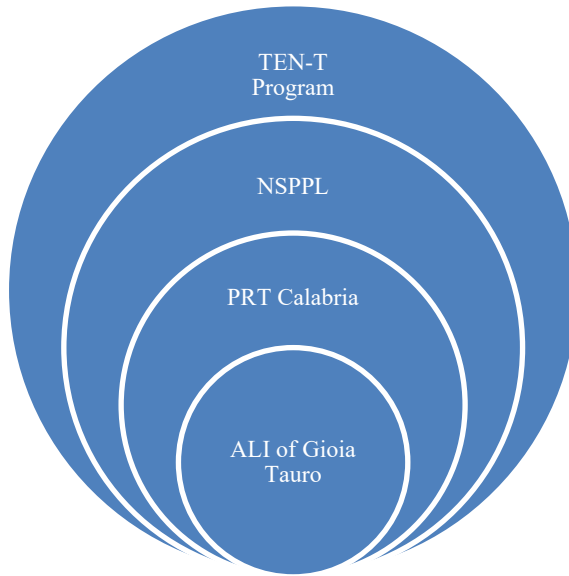 TEN-T
Program
NSPPL
PRT Calabria
ALI of Gioia
Tauro